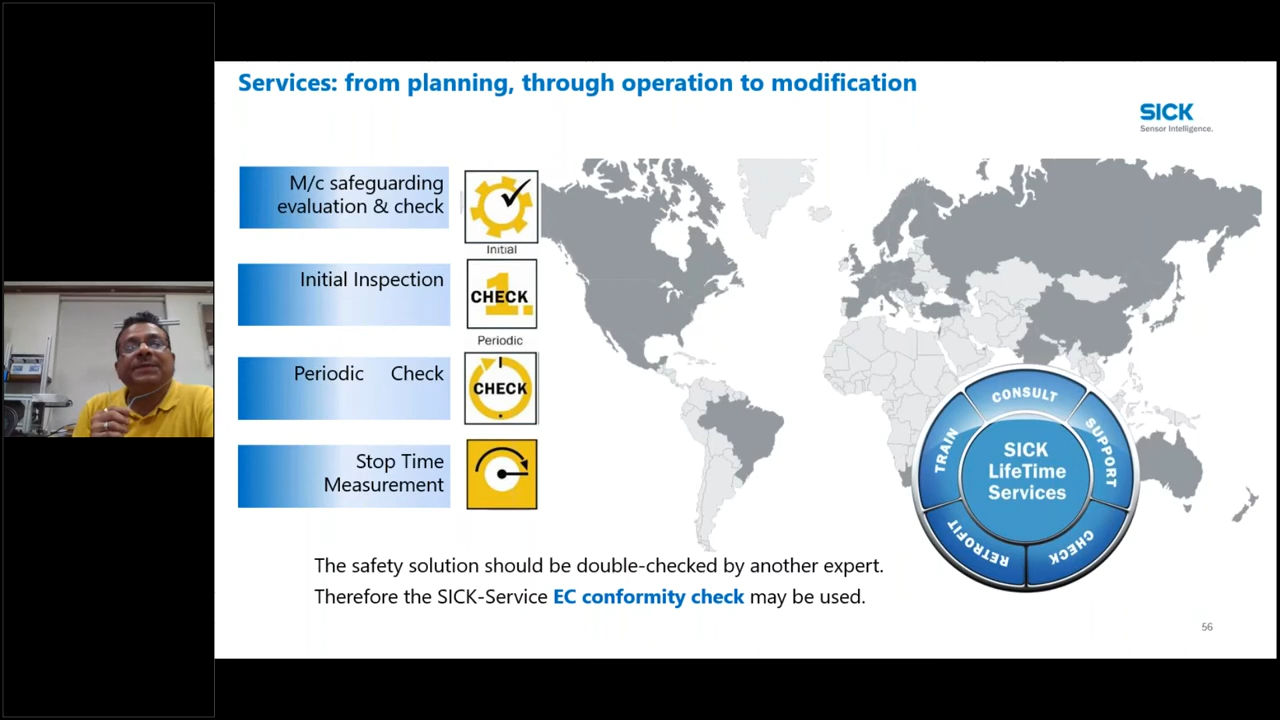 Services: from planning, through operation to modification
SICK
Sensor Intelligence.
M/c safeguarding
evaluation & check
Initial
Initial Inspection
1.
CHECK
Periodic
Periodic Check
CHECK
Stop Time
Measurement
CONSULT
SUPPORT
CHECK
RETROFIT
TRAIN
SICK
LifeTime
Services
The safety solution should be double-checked by another expert.
Therefore the SICK-Service EC conformity check may be used.
56